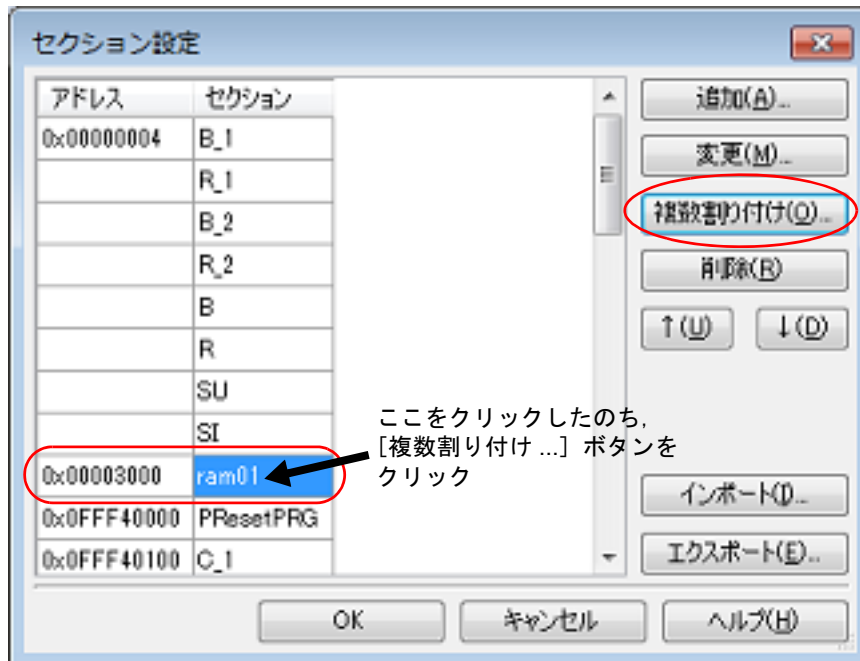 セクション設定
アドレス セクション
0x00000004 B_1
R_1
B_2
R_2
B
R
SU
SI
0x00003000 ram01
0x0FFF40000 PResetPRG
0x0FFF40100 C_1
ここをクリックしたのち,
[複数割り付け ...] ボタンを
クリック
追加(A)...
変更(M)...
複数割り付け(O)...
削除(R)
↑(U) ↓(D)
インポート(I)...
エクスポート(E)...
OK キャンセル ヘルプ(H)